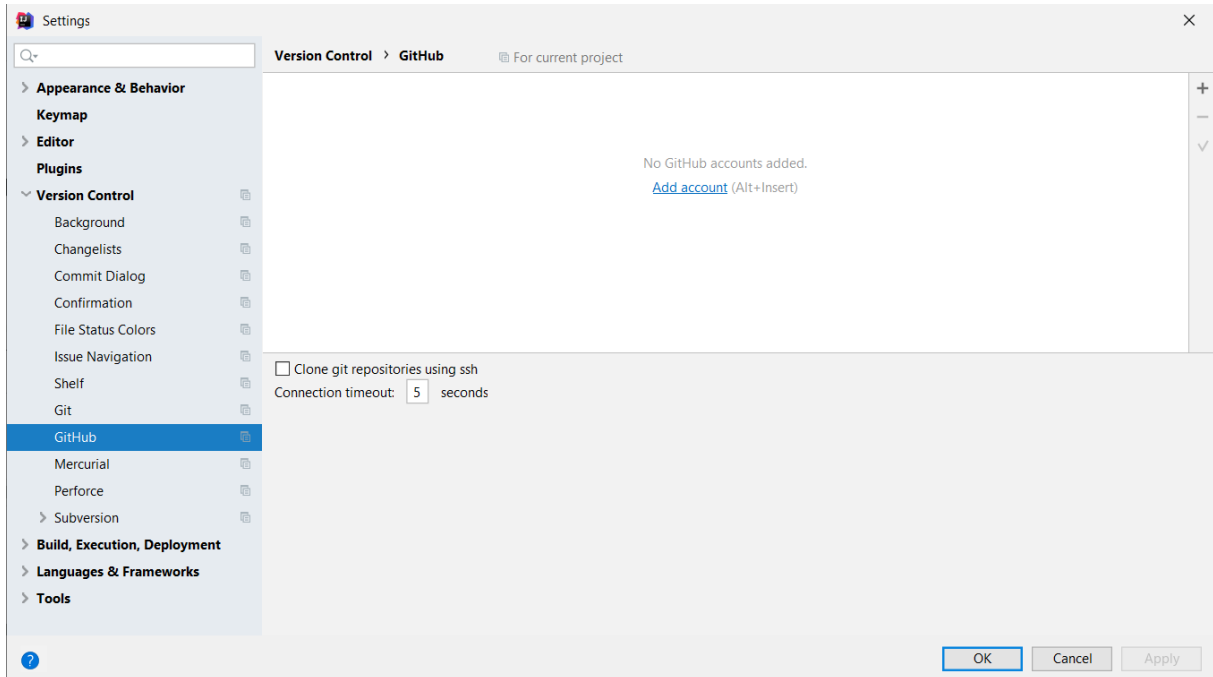 Settings
Version Control > GitHub For current project
Appearance & Behavior
Keymap
Editor
Plugins
Version Control
Background
Changelists
Commit Dialog
Confirmation
File Status Colors
Issue Navigation
Shelf
Git
GitHub
Mercurial
Perforce
Subversion
Build, Execution, Deployment
Languages & Frameworks
Tools
No GitHub accounts added.
Add account (Alt+Insert)
Clone git repositories using ssh
Connection timeout: 5 seconds
? OK Cancel Apply